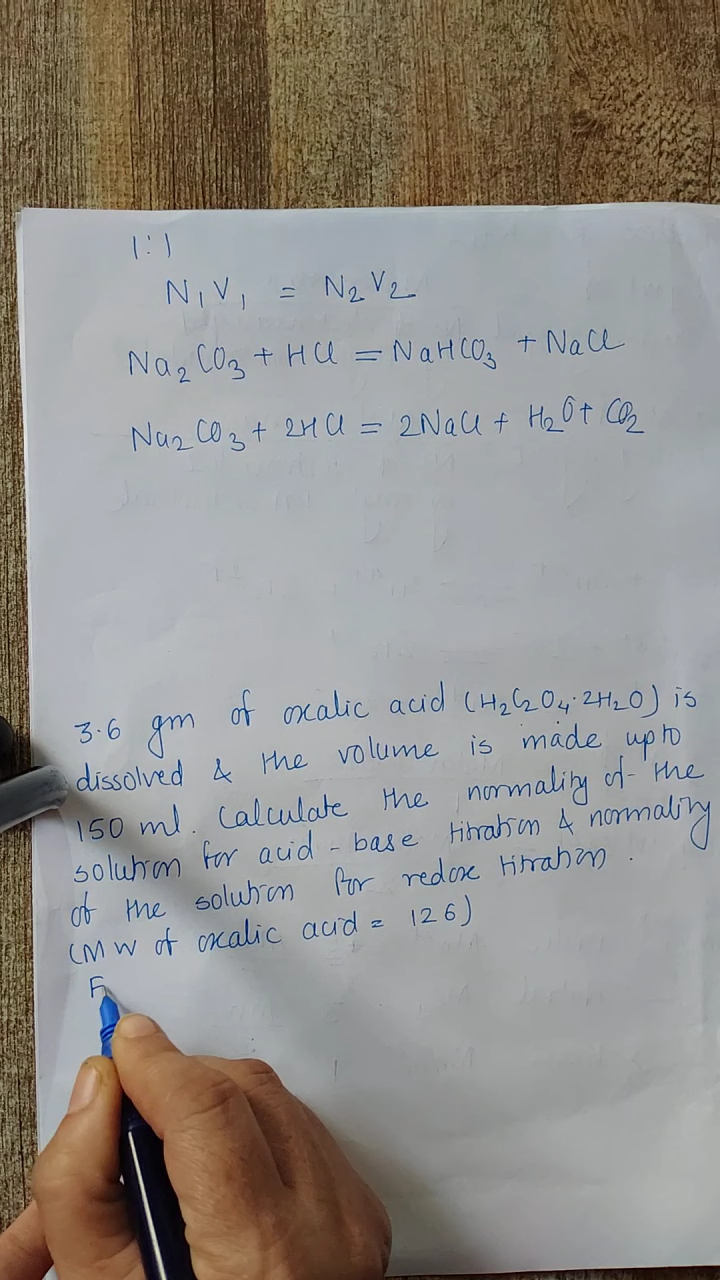 1:1
N₁V₁ = N₂V₂
Na₂CO₃ + HCl = NaHCO₃ + NaCl
Na₂CO₃ + 2HCl = 2NaCl + H₂O + CO₂
3.6 gm of oxalic acid (H₂C₂O₄·2H₂O) is
dissolved & the volume is made upto
150 ml. Calculate the normality of the
solution for acid-base titration & normality
of the solution for redox titration.
(MW of oxalic acid = 126)
F